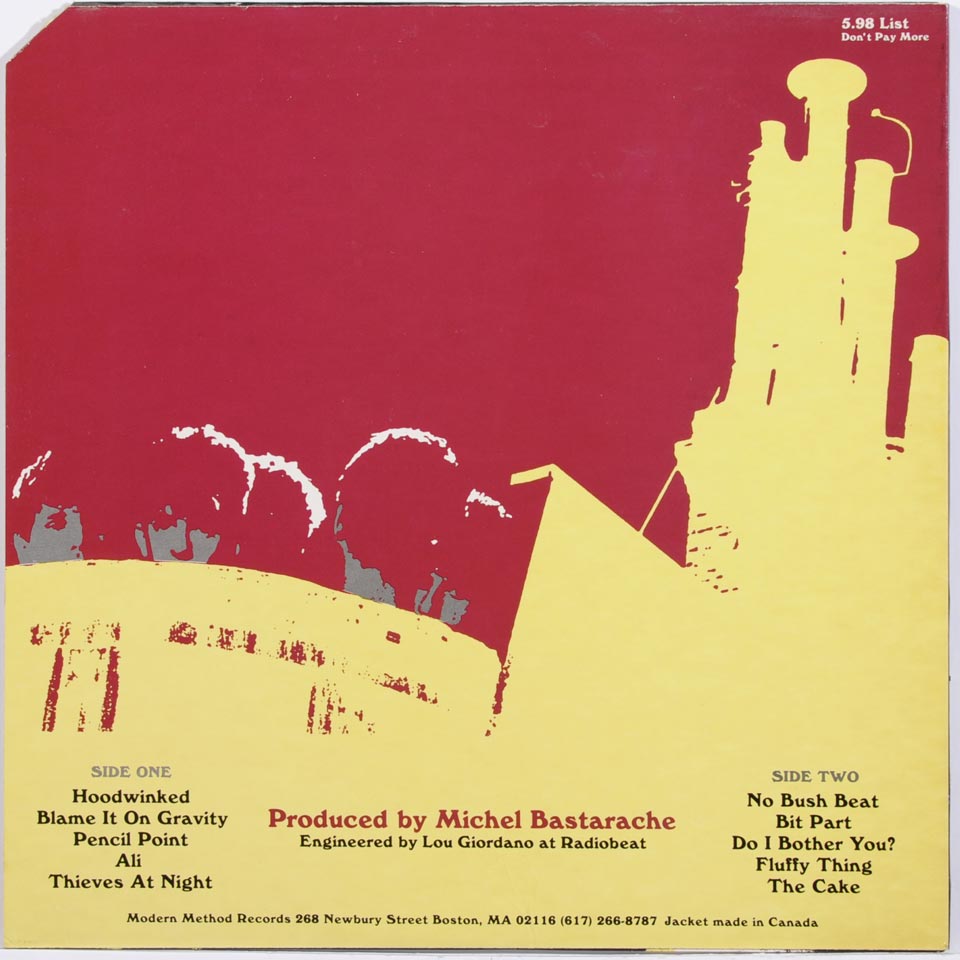 5.98 List
Don't Pay More
SIDE ONE
Hoodwinked
Blame It On Gravity
Pencil Point
Ali
Thieves At Night
Produced by Michel Bastarache
Engineered by Lou Giordano at Radiobeat
SIDE TWO
No Bush Beat
Bit Part
Do I Bother You?
Fluffy Thing
The Cake
Modern Method Records 268 Newbury Street Boston, MA 02116 (617) 266-8787 Jacket made in Canada